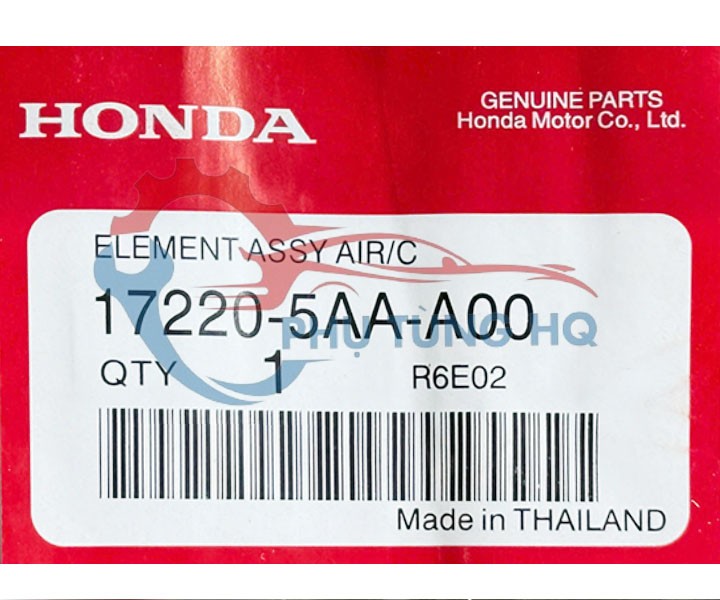 HONDA
GENUINE PARTS
Honda Motor Co., Ltd.
ELEMENT ASSY AIR/C
17220-5AA-A00
PHỤ TÙNG HQ
QTY 1 R6E02
Made in THAILAND